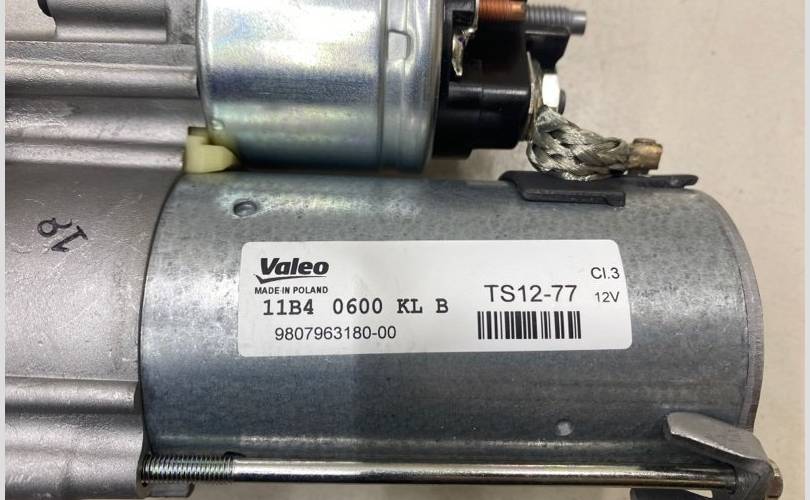 18
Valeo
MADE IN POLAND
11B4 0600 KL B
9807963180-00
TS12-77
Cl.3
12V